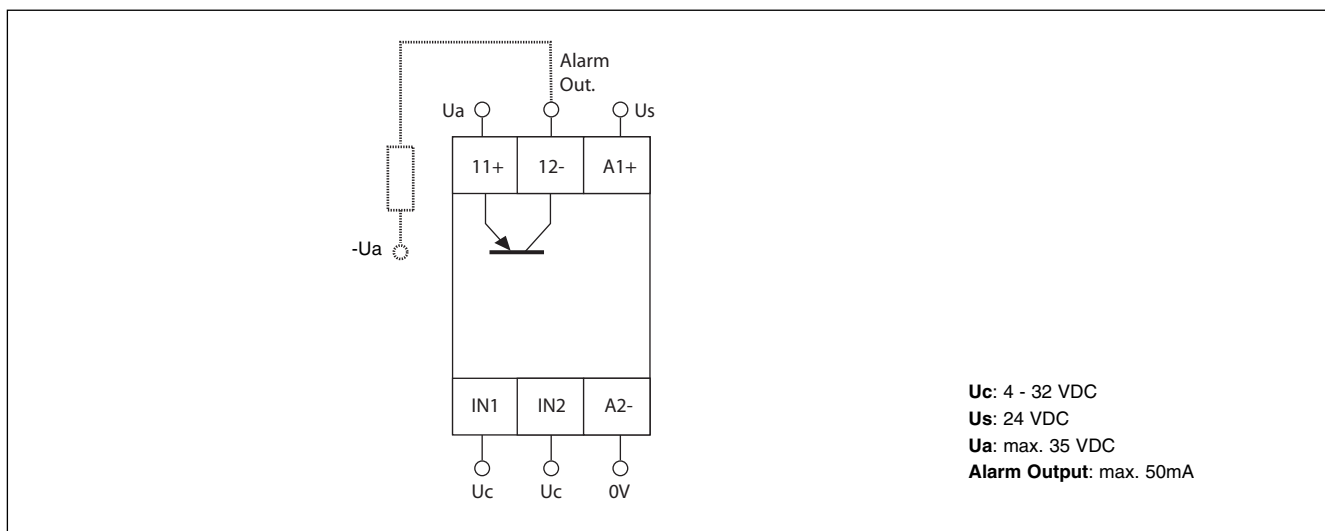 Alarm
Out.
Ua
Us
11+
12-
A1+
-Ua
IN1
IN2
A2-
Uc
Uc
0V
Uc: 4 - 32 VDC
Us: 24 VDC
Ua: max. 35 VDC
Alarm Output: max. 50mA